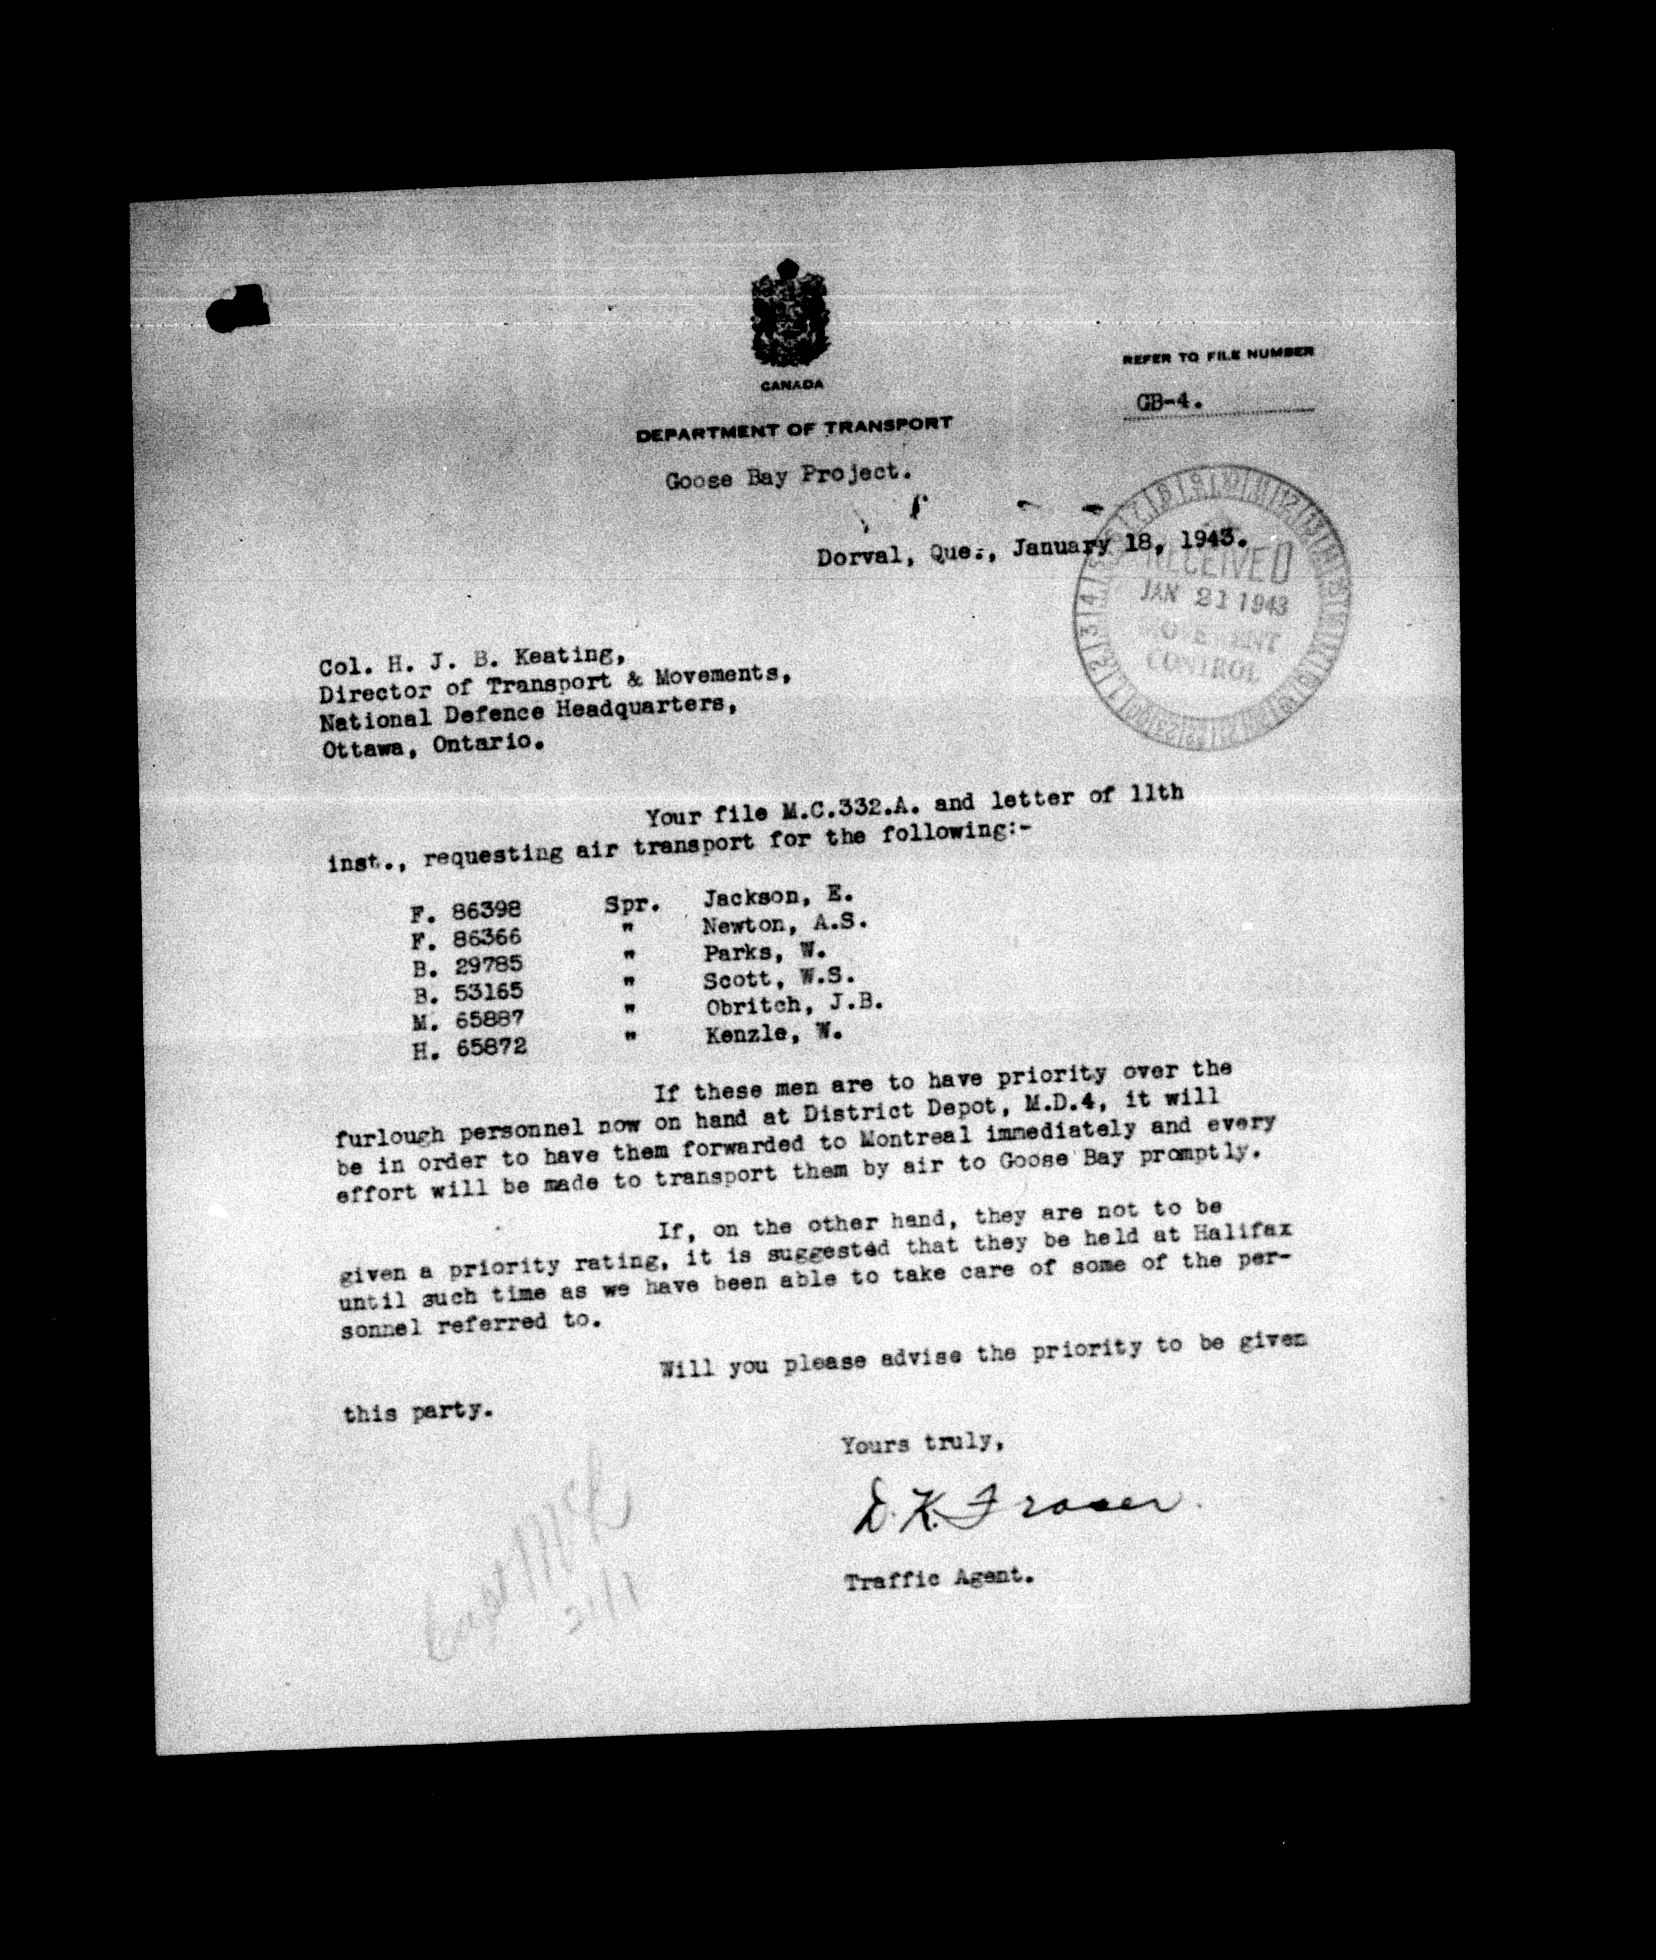 CANADA
REFER TO FILE NUMBER
GB-4.
DEPARTMENT OF TRANSPORT
Goose Bay Project.
Dorval, Que., January 18, 1943.
RECEIVED
JAN 21 1943
MOVEMENT
CONTROL
Col. H. J. B. Keating,
Director of Transport & Movements,
National Defence Headquarters,
Ottawa, Ontario.
Your file M.C.332.A. and letter of 11th
inst., requesting air transport for the following:-
F. 86398 Spr. Jackson, E.
F. 86366 " Newton, A.S.
B. 29785 " Parks, W.
B. 53165 " Scott, W.S.
M. 65887 " Obritch, J.B.
H. 65872 " Kenzle, W.
If these men are to have priority over the
furlough personnel now on hand at District Depot, M.D.4, it will
be in order to have them forwarded to Montreal immediately and every
effort will be made to transport them by air to Goose Bay promptly.
If, on the other hand, they are not to be
given a priority rating, it is suggested that they be held at Halifax
until such time as we have been able to take care of some of the per-
sonnel referred to.
Will you please advise the priority to be given
this party.
Yours truly,
D. K. Fraser.
Traffic Agent.
Capt
21/1